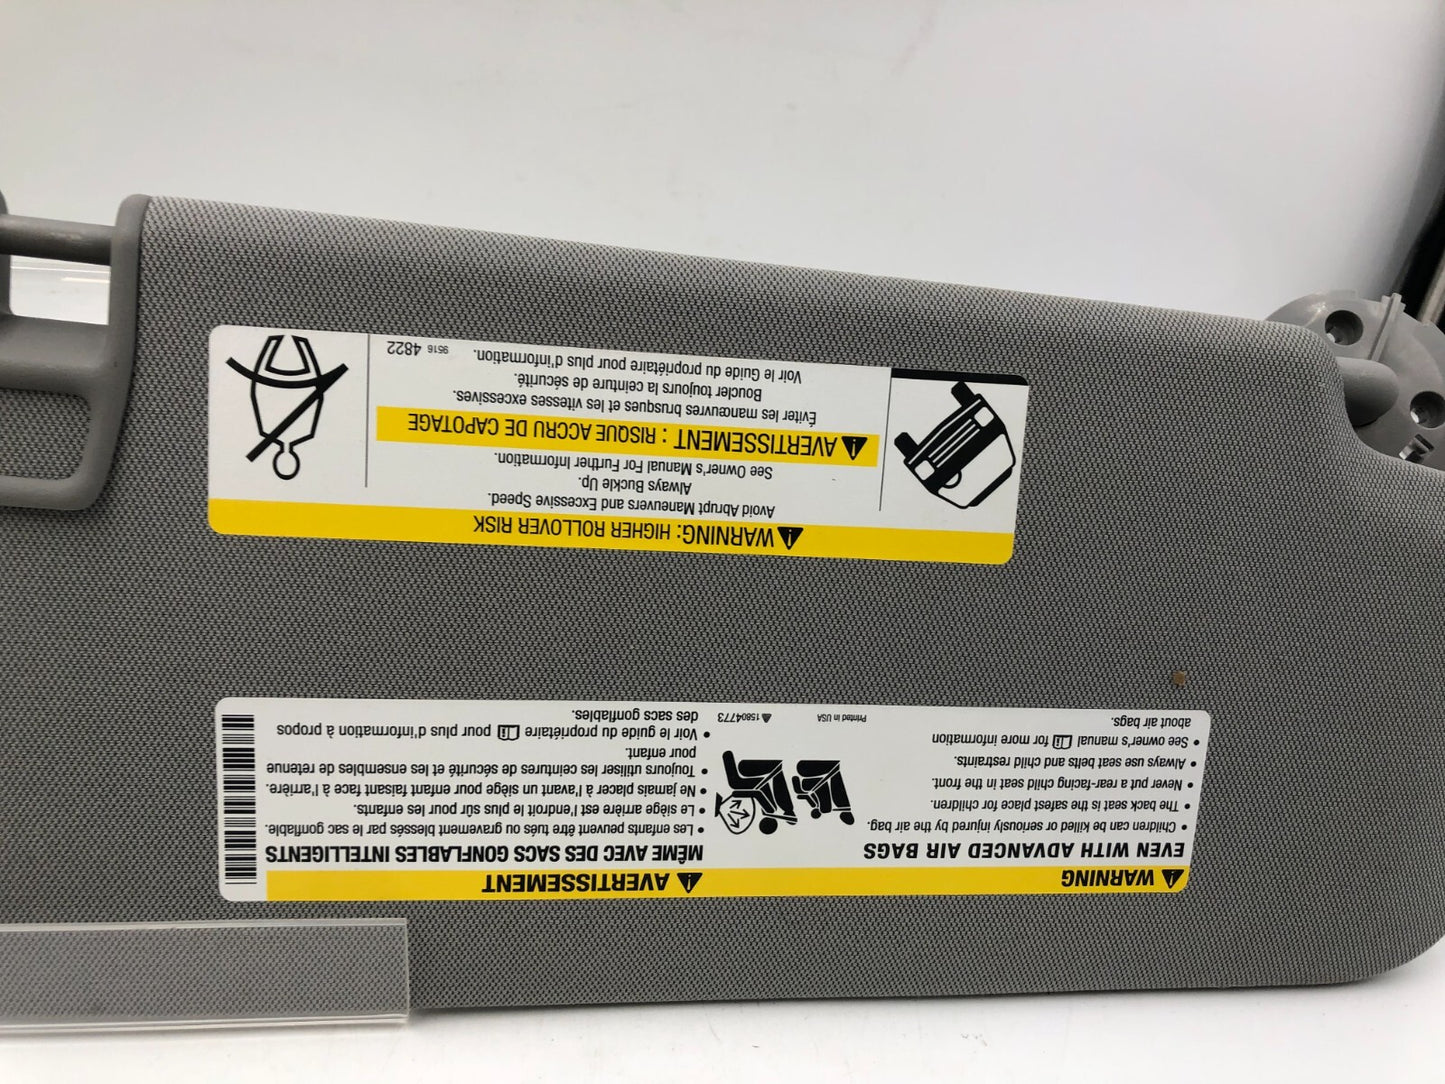 WARNING
EVEN WITH ADVANCED AIR BAGS
• Children can be killed or seriously injured by the air bag.
• The back seat is the safest place for children.
• Never put a rear-facing child seat in the front.
• Always use seat belts and child restraints.
• See owner's manual for more information
about air bags.
Printed in USA
15804773
AVERTISSEMENT
MÊME AVEC DES SACS GONFLABLES INTELLIGENTS
• Les enfants peuvent être tués ou gravement blessés par le sac gonflable.
• Le siège arrière est l'endroit le plus sûr pour les enfants.
• Ne jamais placer à l'avant un siège pour enfant faisant face à l'arrière.
• Toujours utiliser les ceintures de sécurité et les ensembles de retenue
pour enfant.
• Voir le guide du propriétaire pour plus d'information à propos
des sacs gonflables.
WARNING: HIGHER ROLLOVER RISK
Avoid Abrupt Maneuvers and Excessive Speed.
Always Buckle Up.
See Owner's Manual For Further Information.
AVERTISSEMENT : RISQUE ACCRU DE CAPOTAGE
Éviter les manœuvres brusques et les vitesses excessives.
Boucler toujours la ceinture de sécurité.
Voir le Guide du propriétaire pour plus d'information.
9516 4822